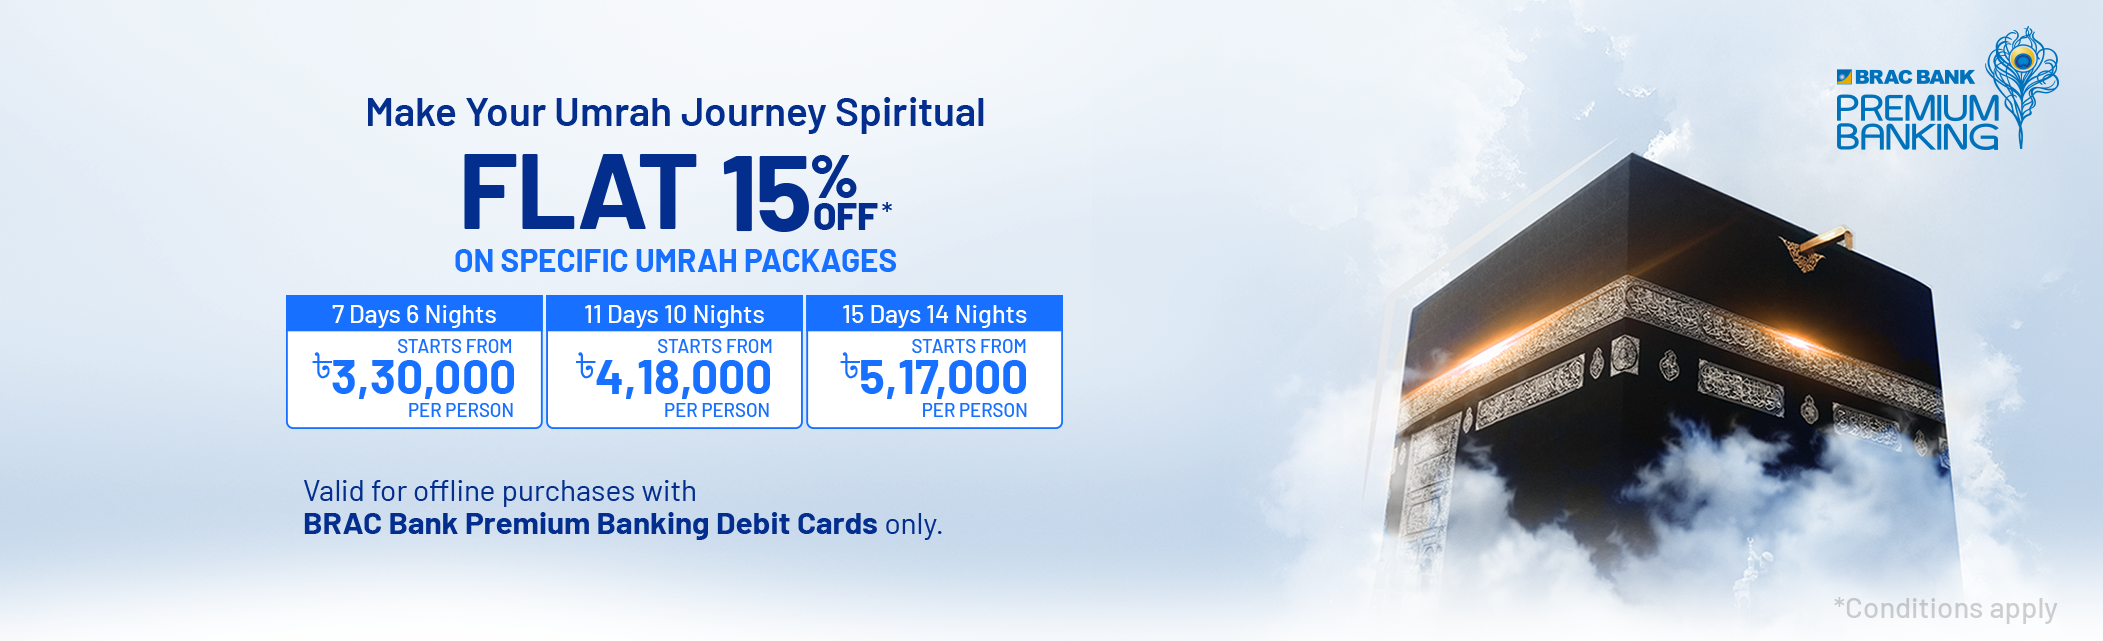 BRAC BANK
PREMIUM
BANKING
Make Your Umrah Journey Spiritual
FLAT 15% OFF*
ON SPECIFIC UMRAH PACKAGES
7 Days 6 Nights
STARTS FROM
৳3,30,000
PER PERSON
11 Days 10 Nights
STARTS FROM
৳4,18,000
PER PERSON
15 Days 14 Nights
STARTS FROM
৳5,17,000
PER PERSON
Valid for offline purchases with
BRAC Bank Premium Banking Debit Cards only.
*Conditions apply